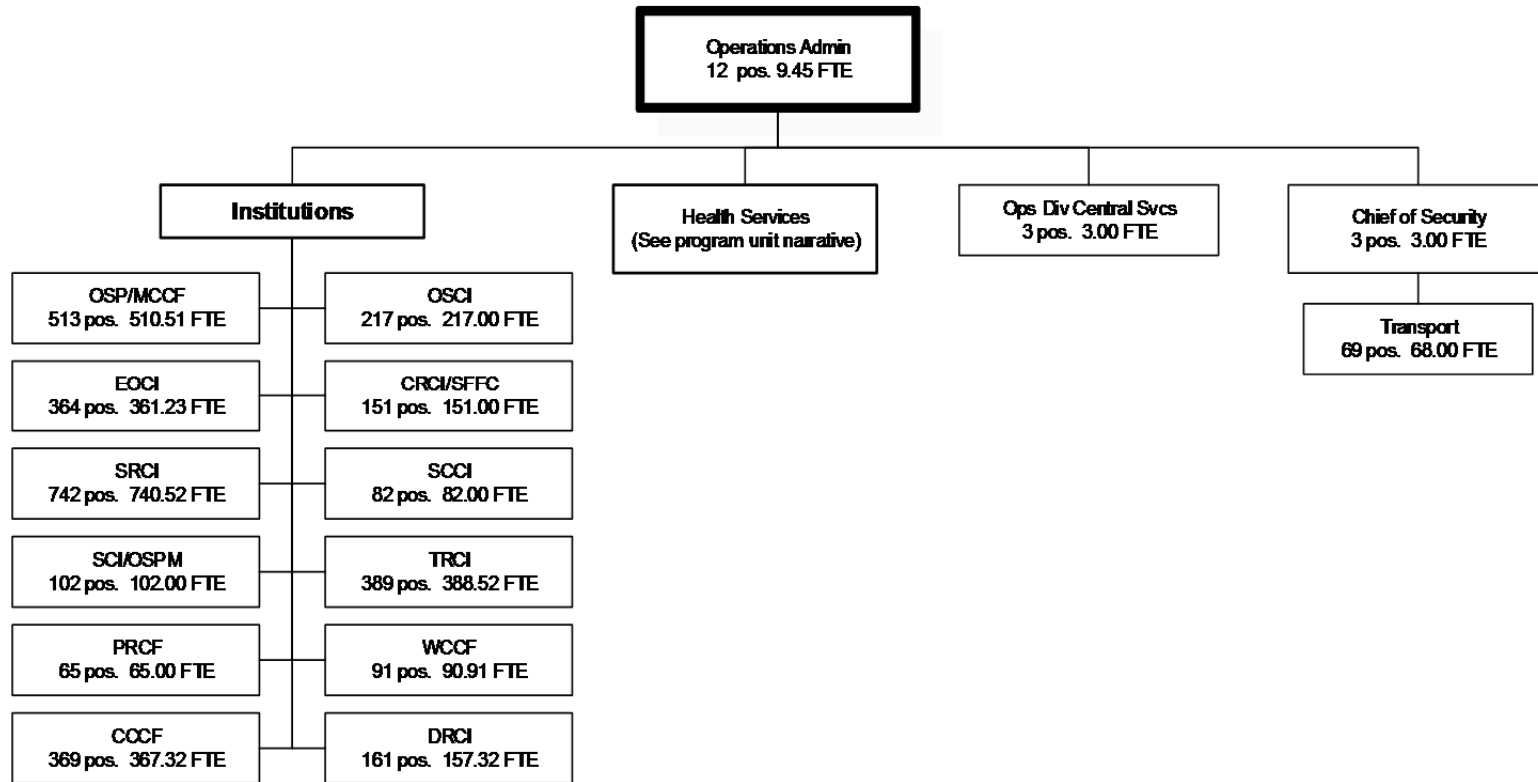 Operations Admin
12 pos. 9.45 FTE
Institutions
Health Services
(See program unit narrative)
Ops Div Central Svcs
3 pos. 3.00 FTE
Chief of Security
3 pos. 3.00 FTE
Transport
69 pos. 68.00 FTE
OSP/MCCF
513 pos. 510.51 FTE
OSCI
217 pos. 217.00 FTE
EOCI
364 pos. 361.23 FTE
CRCI/SFFC
151 pos. 151.00 FTE
SRCI
742 pos. 740.52 FTE
SCCI
82 pos. 82.00 FTE
SCI/OSPM
102 pos. 102.00 FTE
TRCI
389 pos. 388.52 FTE
PRCF
65 pos. 65.00 FTE
WCCF
91 pos. 90.91 FTE
CCCF
369 pos. 367.32 FTE
DRCI
161 pos. 157.32 FTE